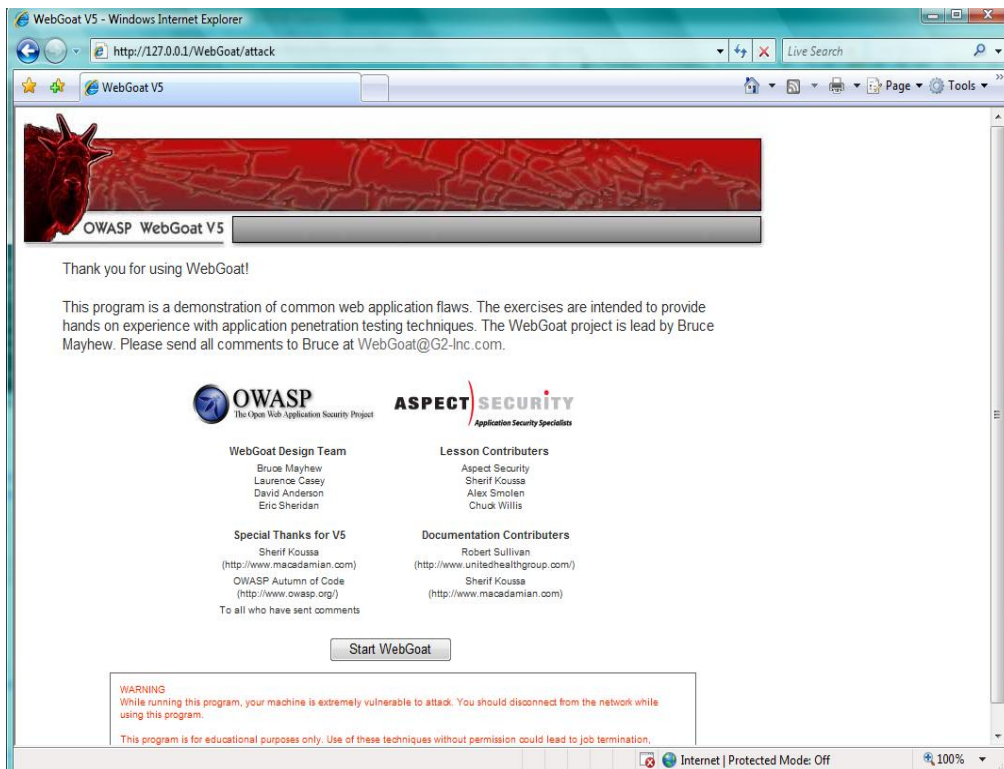 WebGoat V5 - Windows Internet Explorer
http://127.0.0.1/WebGoat/attack
Live Search
WebGoat V5
Page
Tools
OWASP WebGoat V5
Thank you for using WebGoat!
This program is a demonstration of common web application flaws. The exercises are intended to provide
hands on experience with application penetration testing techniques. The WebGoat project is lead by Bruce
Mayhew. Please send all comments to Bruce at WebGoat@G2-Inc.com.
OWASP
The Open Web Application Security Project
ASPECT SECURITY
Application Security Specialists
WebGoat Design Team
Bruce Mayhew
Laurence Casey
David Anderson
Eric Sheridan
Lesson Contributers
Aspect Security
Sherif Koussa
Alex Smolen
Chuck Willis
Special Thanks for V5
Sherif Koussa
(http://www.macadamian.com)
OWASP Autumn of Code
(http://www.owasp.org/)
To all who have sent comments
Documentation Contributers
Robert Sullivan
(http://www.unitedhealthgroup.com/)
Sherif Koussa
(http://www.macadamian.com)
Start WebGoat
WARNING
While running this program, your machine is extremely vulnerable to attack. You should disconnect from the network while
using this program.
This program is for educational purposes only. Use of these techniques without permission could lead to job termination,
Internet | Protected Mode: Off
100%